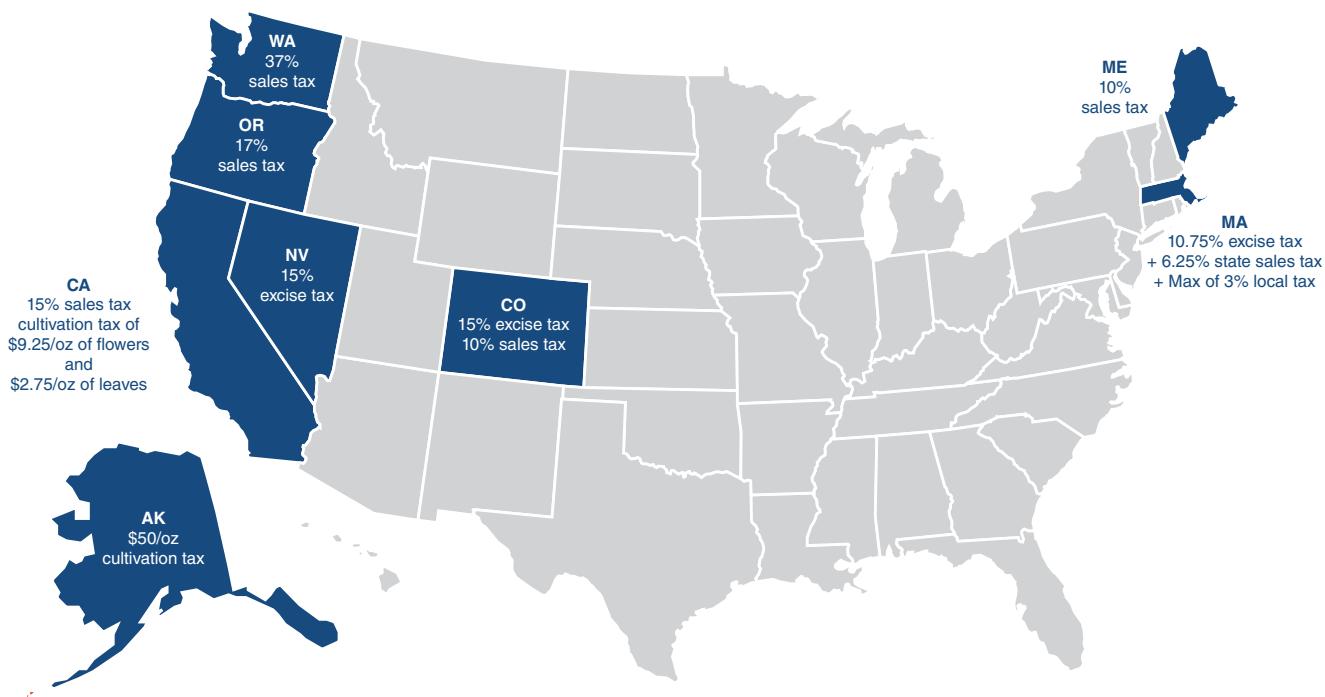 WA
37%
sales tax
OR
17%
sales tax
NV
15%
excise tax
CA
15% sales tax
cultivation tax of
$9.25/oz of flowers
and
$2.75/oz of leaves
CO
15% excise tax
10% sales tax
AK
$50/oz
cultivation tax
ME
10%
sales tax
MA
10.75% excise tax
+ 6.25% state sales tax
+ Max of 3% local tax